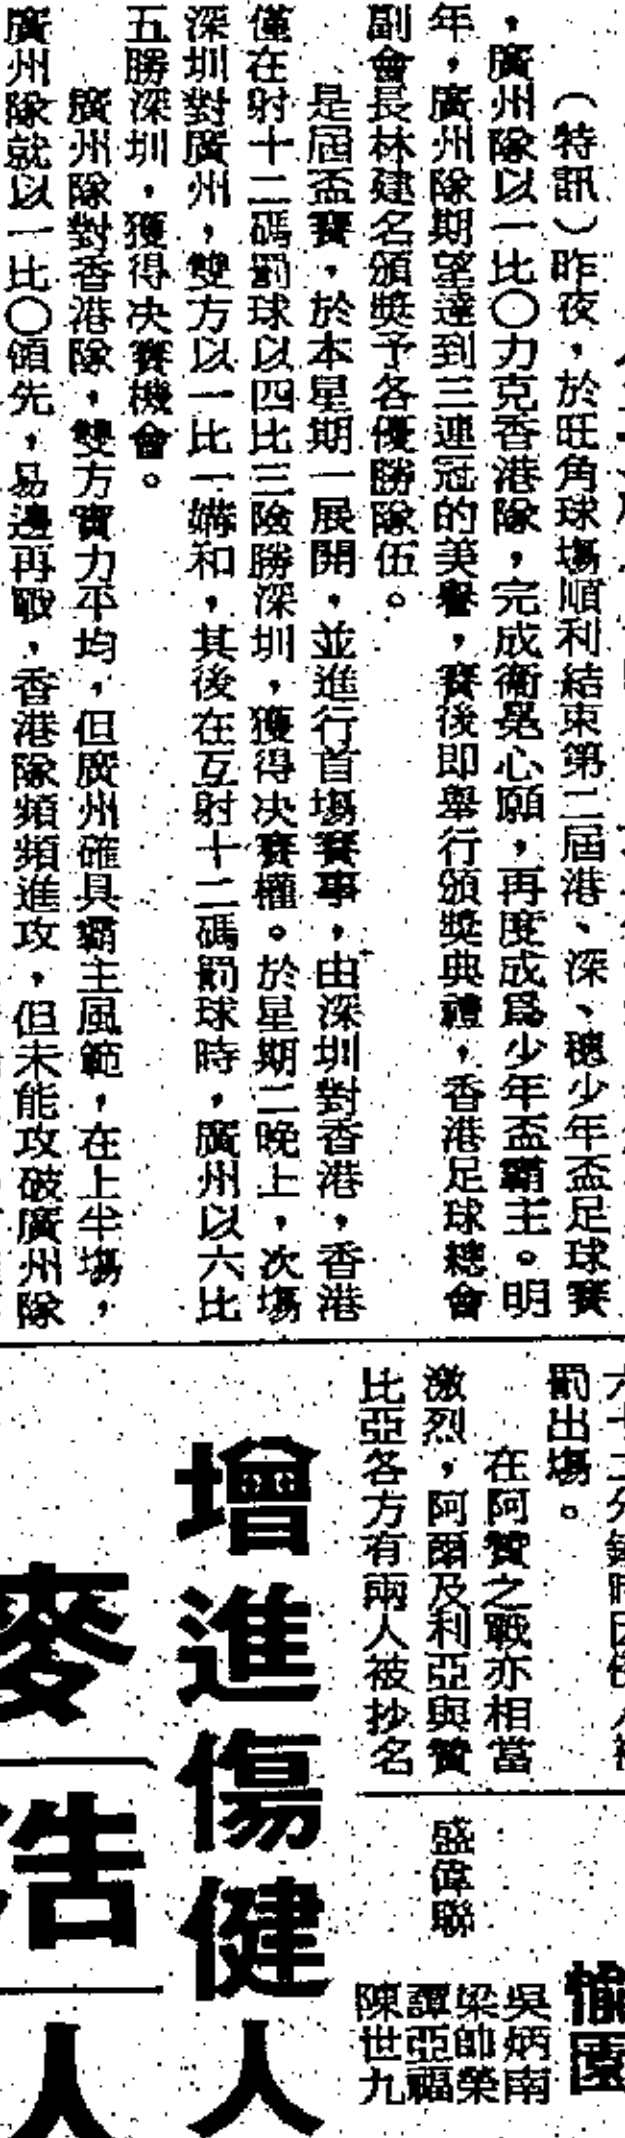 （特訊）昨夜，於旺角球塲順利結束第二屆港、深、穗少年盃足球賽
，廣州隊以一比〇力克香港隊，完成衛冕心願，再度成爲少年盃霸主。明
年，廣州隊期望達到三連冠的美譽，賽後即舉行頒獎典禮，香港足球總會
副會長林建名頒獎予各優勝隊伍。
是屆盃賽，於本星期一展開，並進行首塲賽事，由深圳對香港，香港
僅在射十二碼罰球以四比三險勝深圳，獲得决賽權。於星期二晚上，次塲
深圳對廣州，雙方以一比一媾和，其後在互射十二碼罰球時，廣州以六比
五勝深圳，獲得决賽機會。
廣州隊對香港隊，雙方實力平均，但廣州確具霸主風範，在上半塲，
廣州隊就以一比〇領先，易邊再戰，香港隊頻頻進攻，但未能攻破廣州隊
罰出塲。
在阿贊之戰亦相當
激烈，阿爾及利亞與贊
比亞各方有兩人被抄名
愉園
吳炳南
梁帥榮
譚亞福
陳世九
盛偉聯
增進傷健人
麥
浩
人